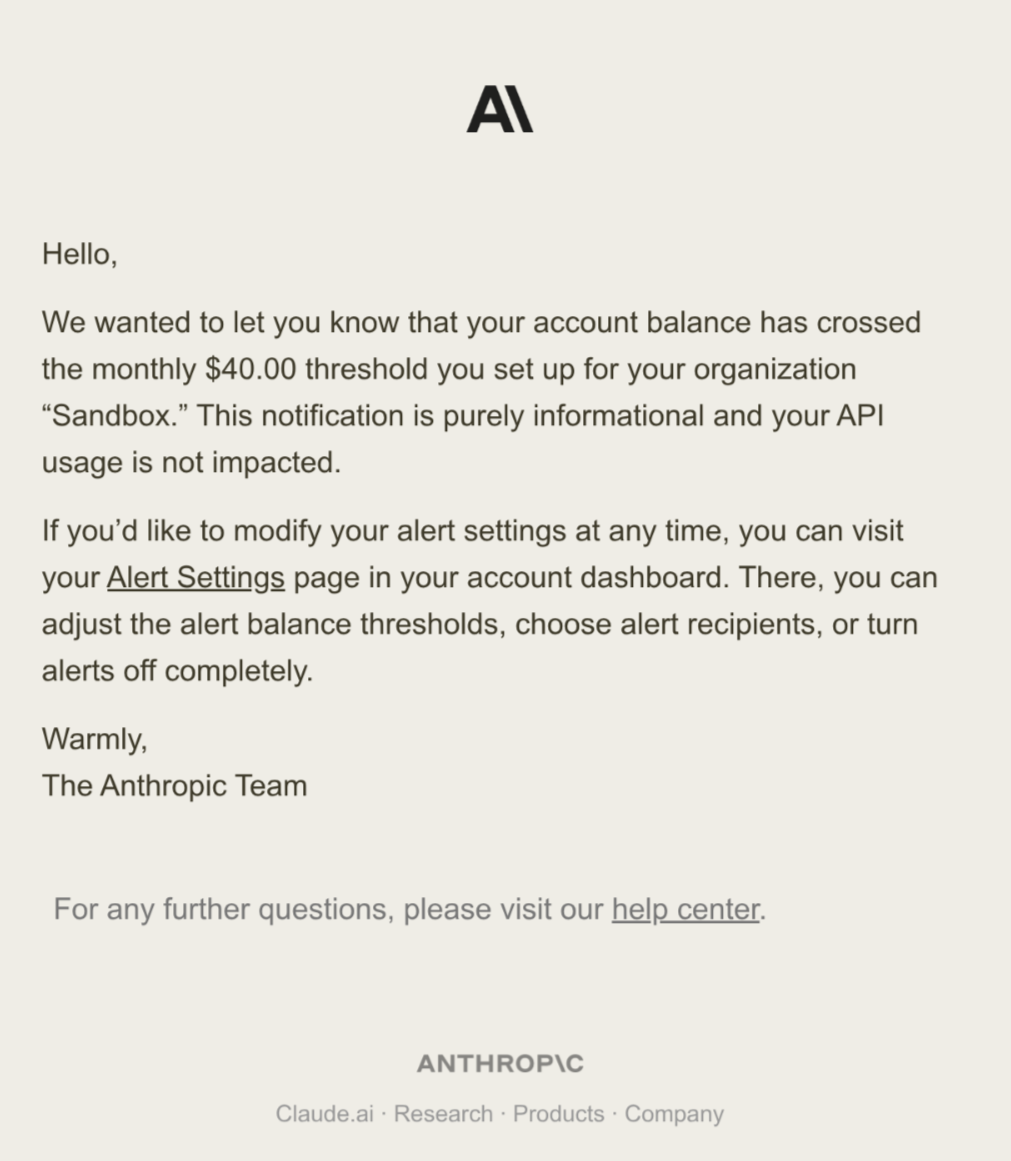 A\
Hello,
We wanted to let you know that your account balance has crossed
the monthly $40.00 threshold you set up for your organization
“Sandbox.” This notification is purely informational and your API
usage is not impacted.
If you’d like to modify your alert settings at any time, you can visit
your Alert Settings page in your account dashboard. There, you can
adjust the alert balance thresholds, choose alert recipients, or turn
alerts off completely.
Warmly,
The Anthropic Team
For any further questions, please visit our help center.
ANTHROP\C
Claude.ai · Research · Products · Company